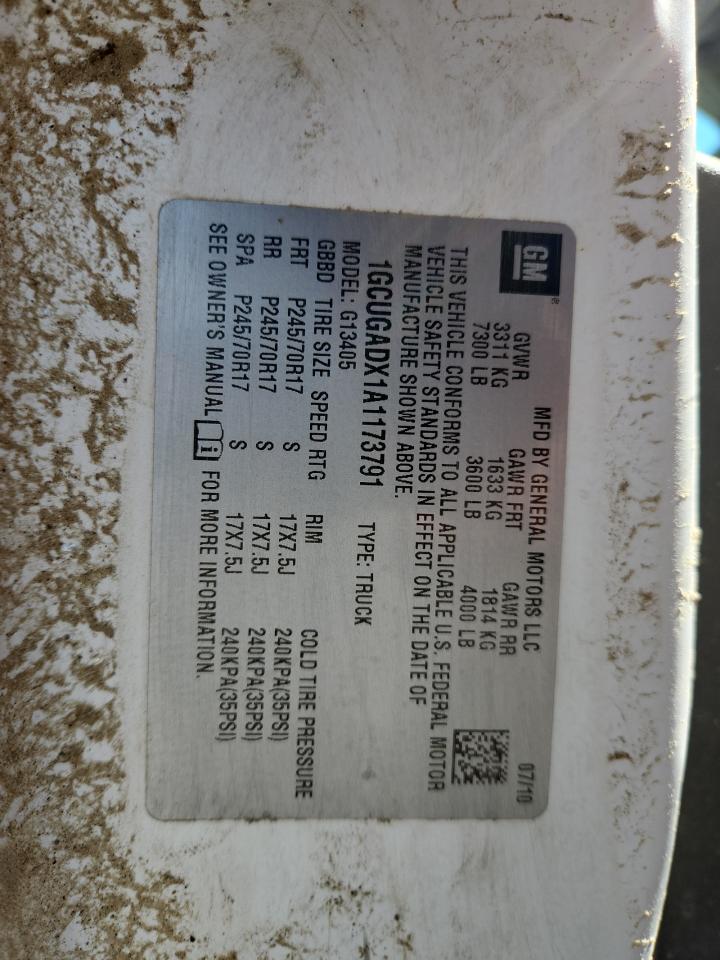 GM
MFD BY GENERAL MOTORS LLC 07/10
GVWR GAWR FRT GAWR RR
3311 KG 1633 KG 1814 KG
7300 LB 3600 LB 4000 LB
THIS VEHICLE CONFORMS TO ALL APPLICABLE U.S. FEDERAL MOTOR
VEHICLE SAFETY STANDARDS IN EFFECT ON THE DATE OF
MANUFACTURE SHOWN ABOVE.
1GCUGADX1A1173791 TYPE: TRUCK
MODEL: G13405
GBBD TIRE SIZE SPEED RTG RIM COLD TIRE PRESSURE
FRT P245/70R17 S 17X7.5J 240KPA(35PSI)
RR P245/70R17 S 17X7.5J 240KPA(35PSI)
SPA P245/70R17 S 17X7.5J 240KPA(35PSI)
SEE OWNER'S MANUAL i FOR MORE INFORMATION.